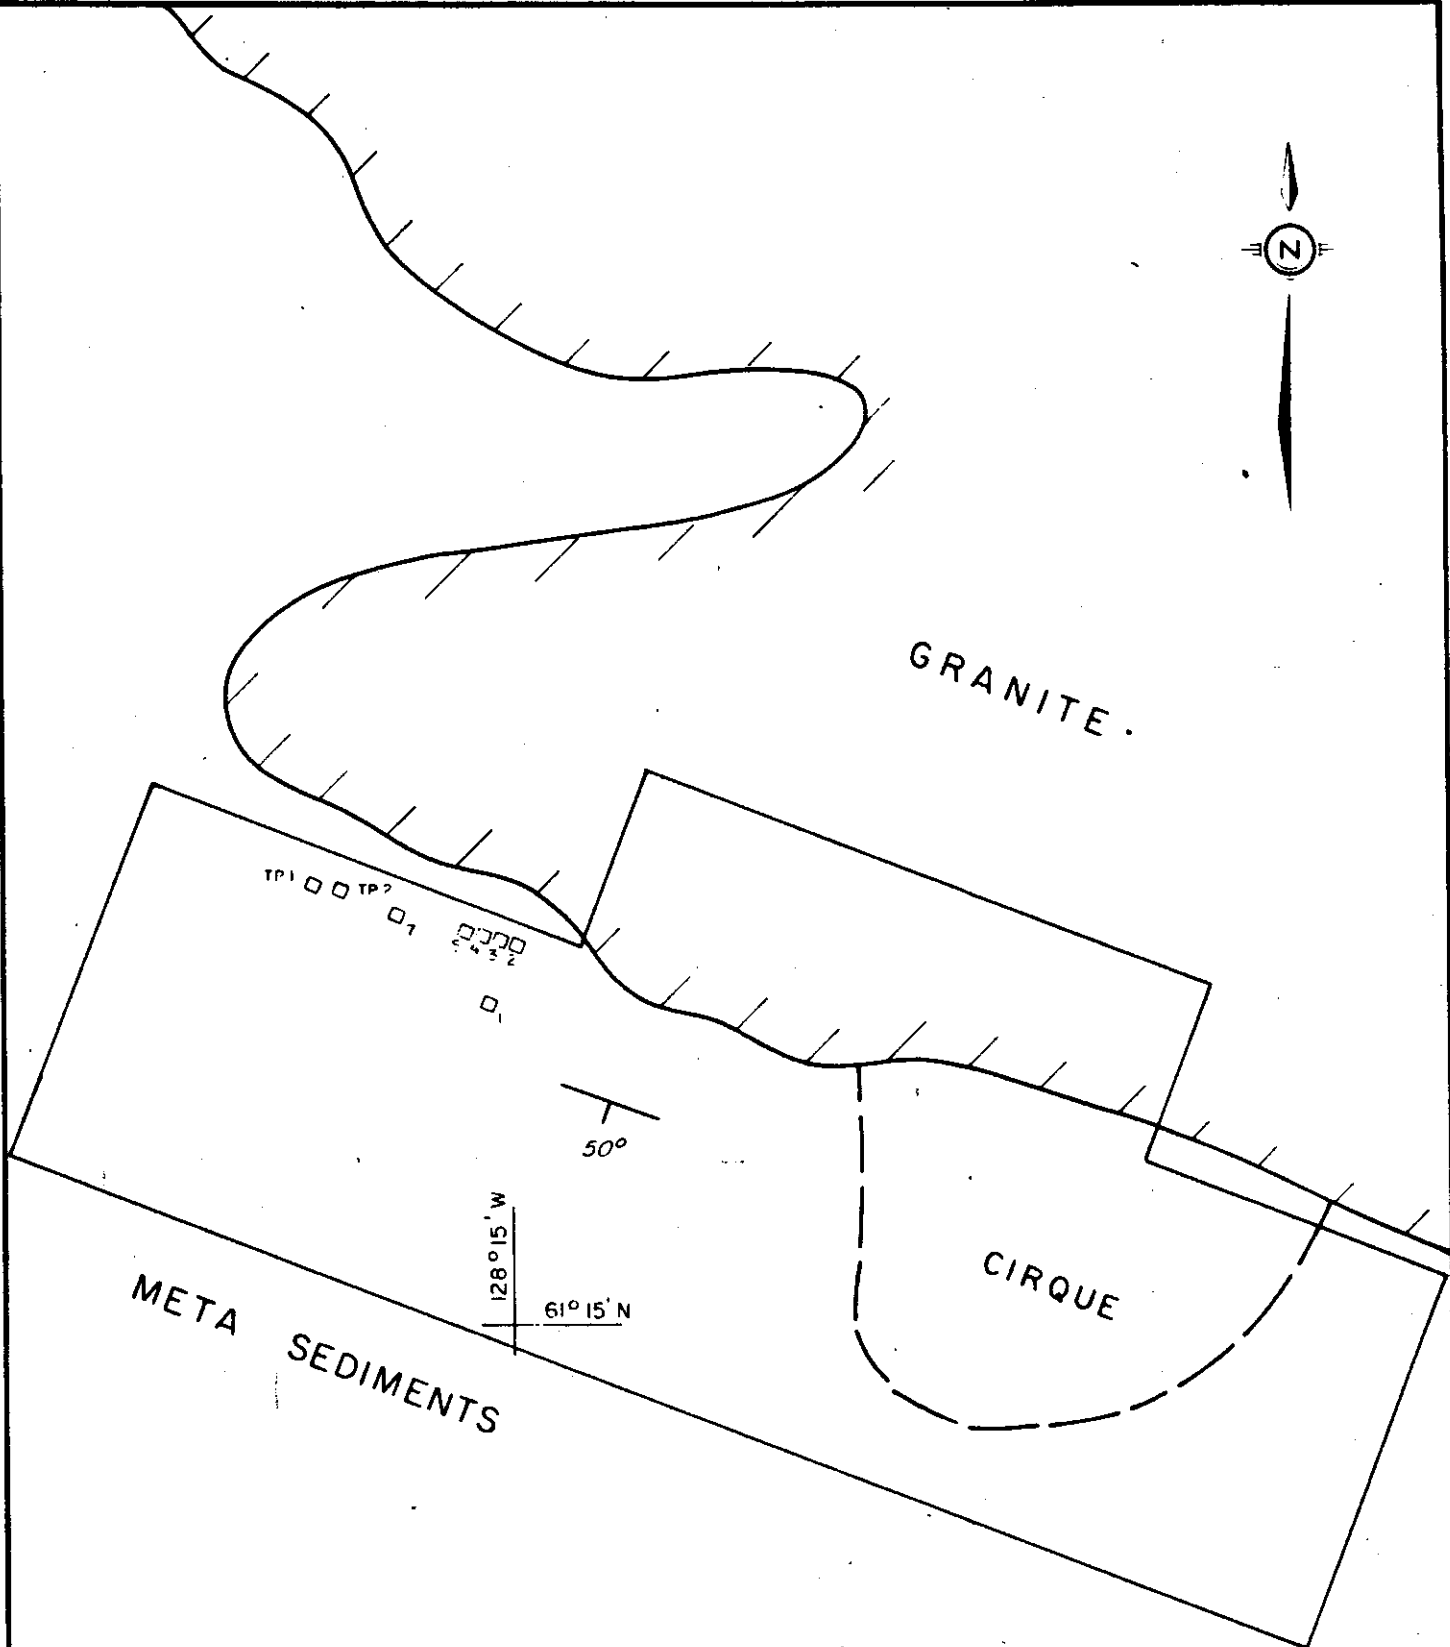 N
GRANITE.
TP1 TP2
7
5 4 3 2
1
50°
128°15' W
61°15' N
CIRQUE
META SEDIMENTS